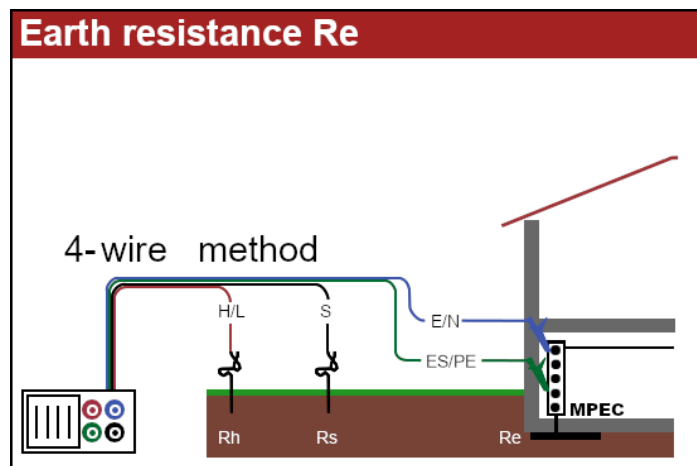 Earth resistance Re
4-wire method
H/L
S
E/N
ES/PE
MPEC
Rh
Rs
Re